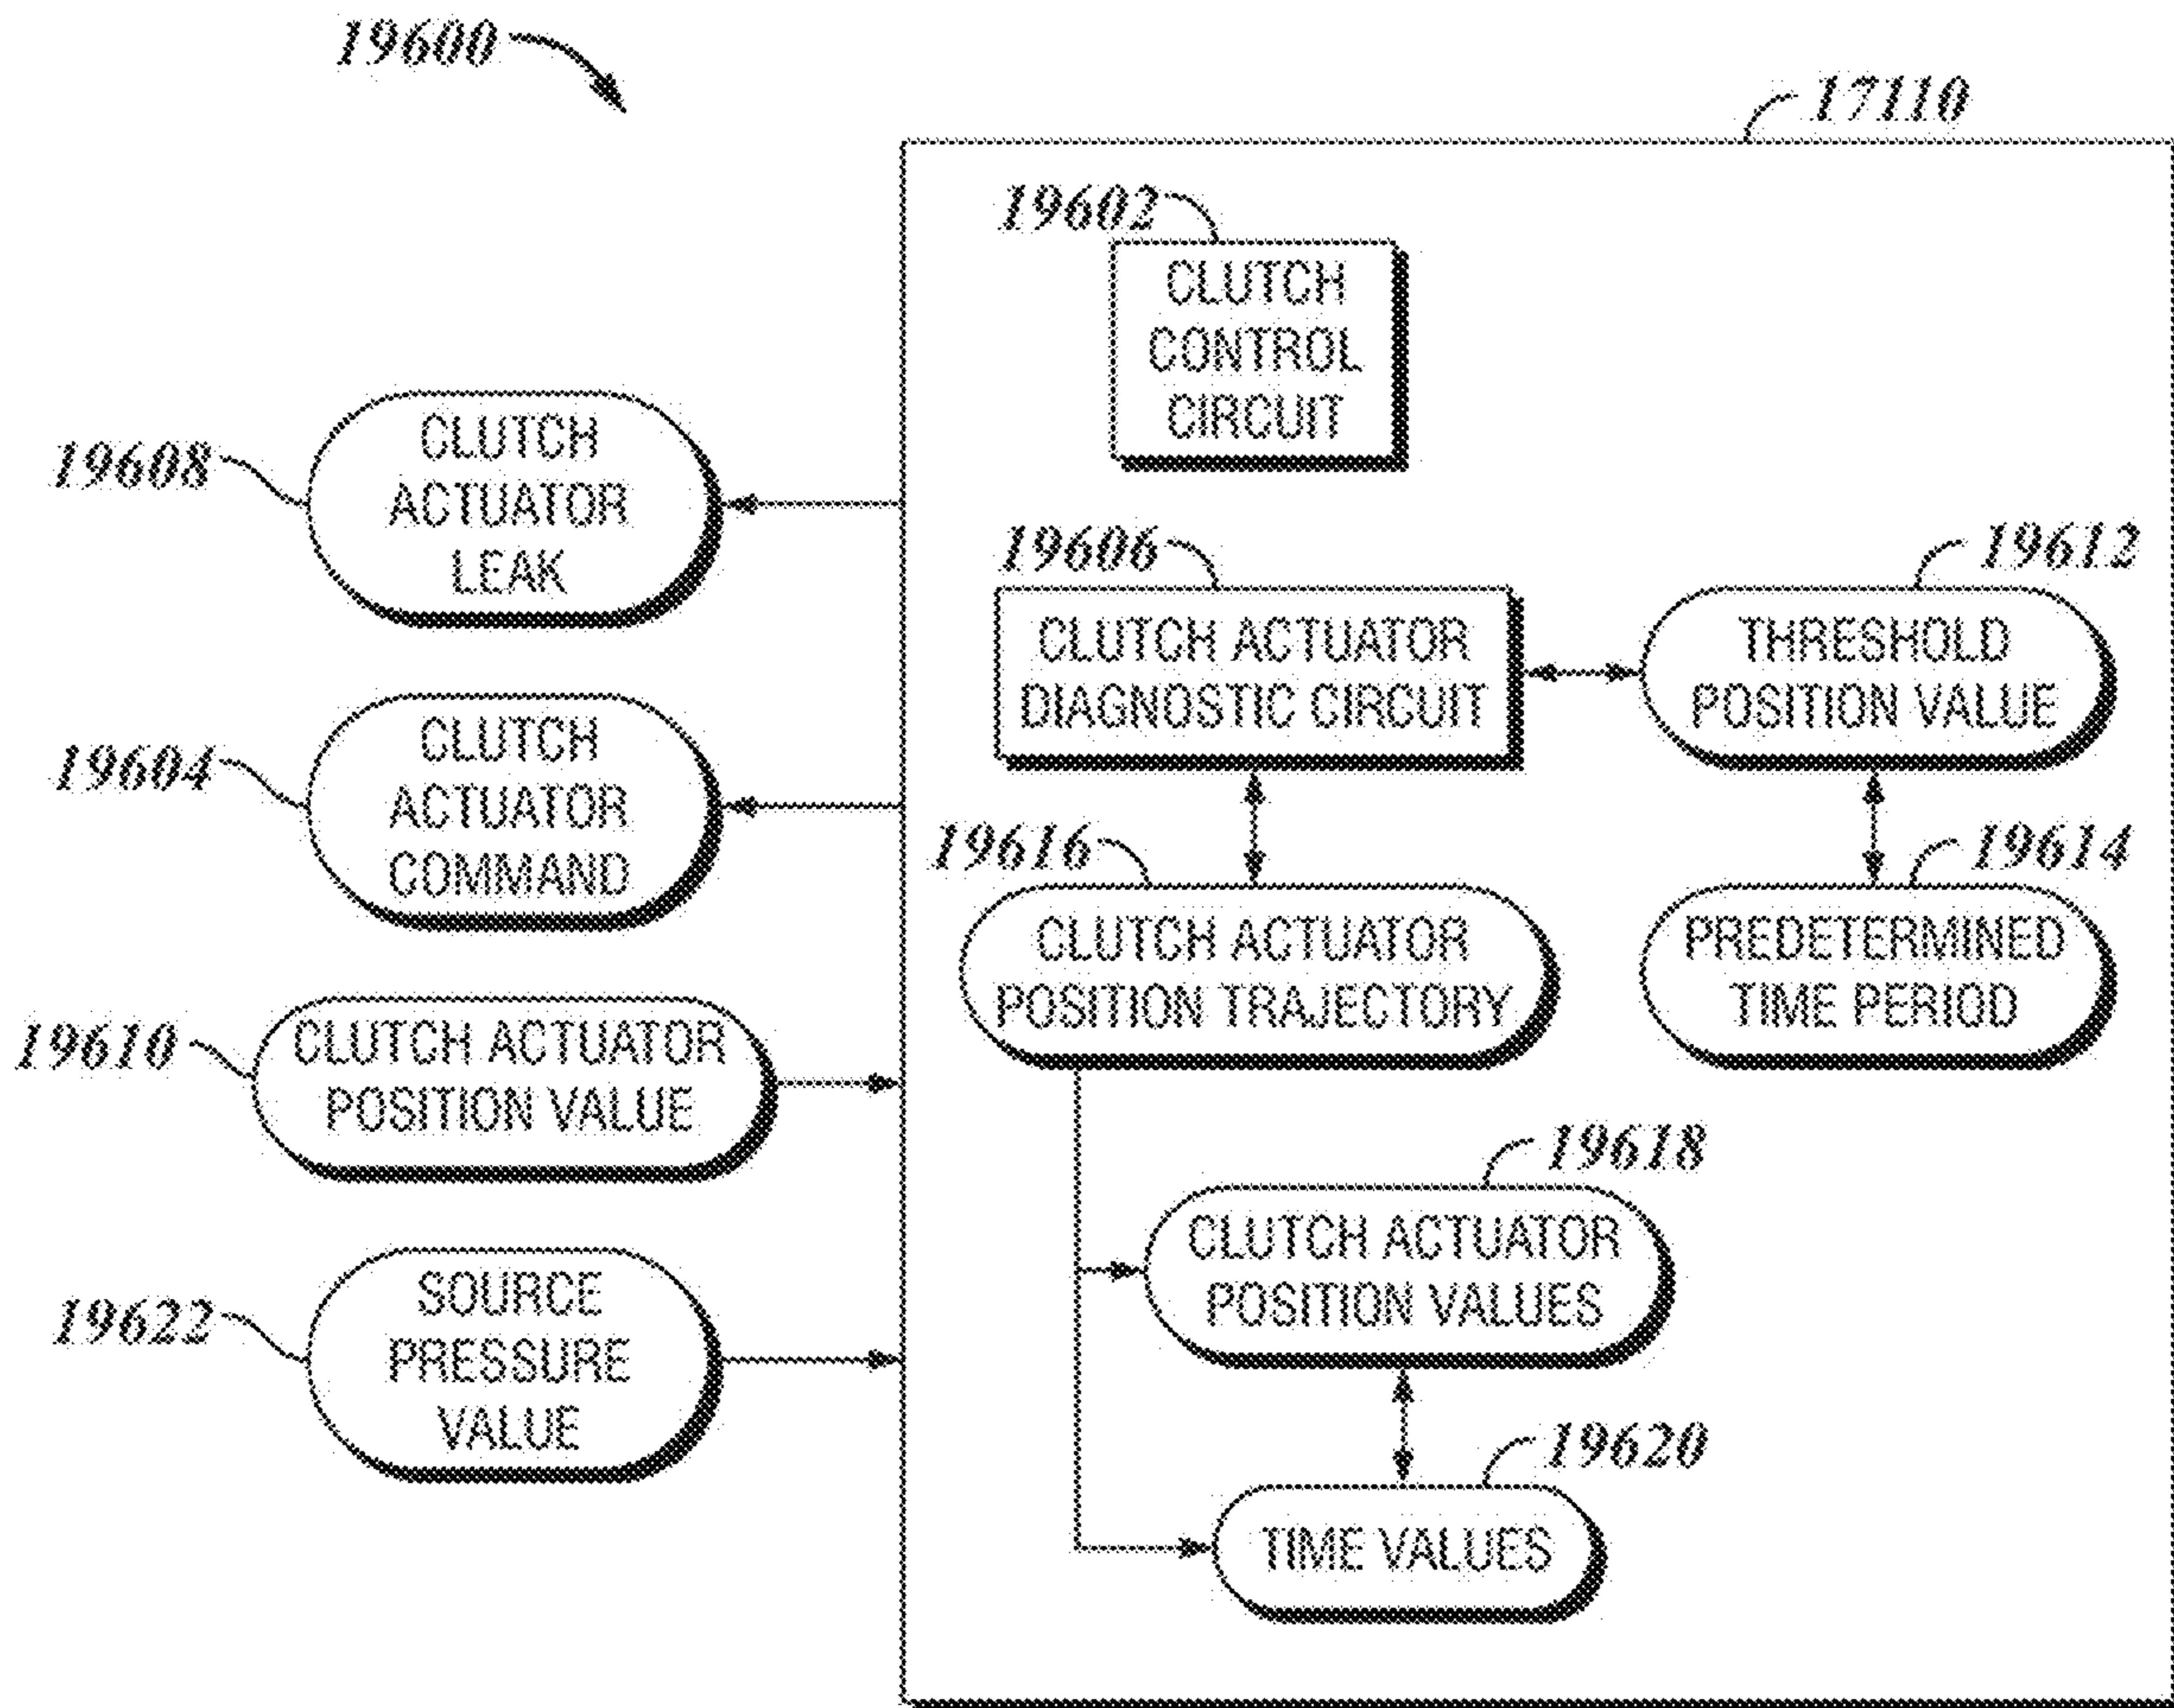 19600
17110
19602
CLUTCH
CONTROL
CIRCUIT
19608
CLUTCH
ACTUATOR
LEAK
19606
CLUTCH ACTUATOR
DIAGNOSTIC CIRCUIT
19612
THRESHOLD
POSITION VALUE
19604
CLUTCH
ACTUATOR
COMMAND
19616
CLUTCH ACTUATOR
POSITION TRAJECTORY
19614
PREDETERMINED
TIME PERIOD
19610
CLUTCH ACTUATOR
POSITION VALUE
19618
CLUTCH ACTUATOR
POSITION VALUES
19622
SOURCE
PRESSURE
VALUE
19620
TIME VALUES